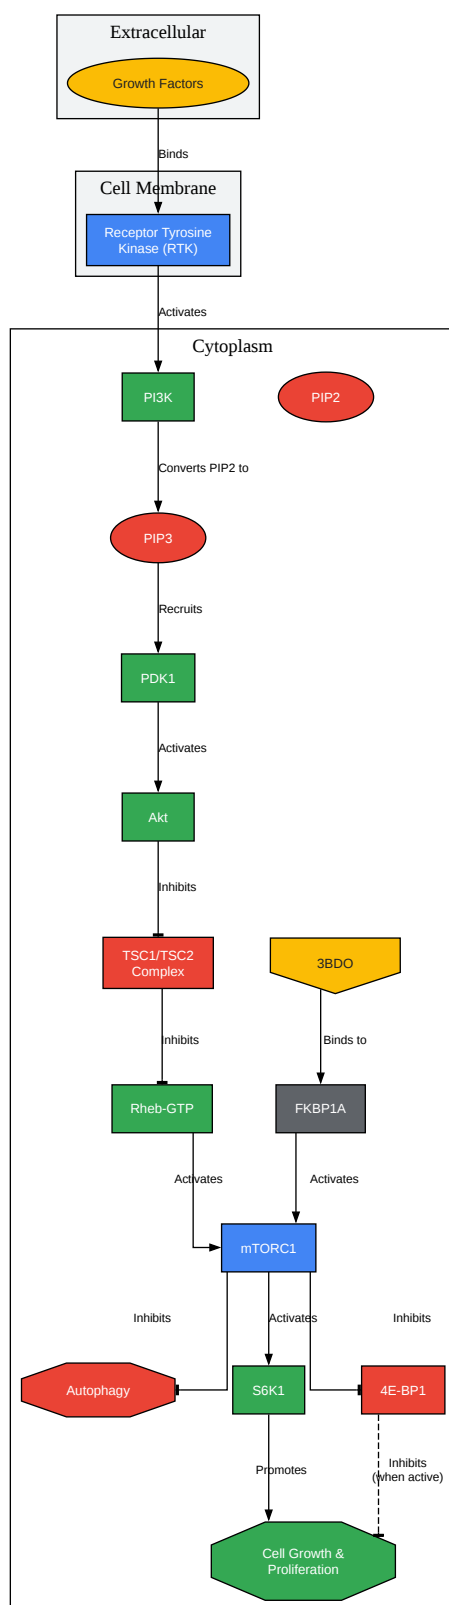 Extracellular
Growth Factors
Binds
Cell Membrane
Receptor Tyrosine
Kinase (RTK)
Activates
Cytoplasm
PI3K
PIP2
Converts PIP2 to
PIP3
Recruits
PDK1
Activates
Akt
Inhibits
TSC1/TSC2
Complex
3BDO
Inhibits
Binds to
Rheb-GTP
FKBP1A
Activates
Activates
mTORC1
Inhibits
Activates
Inhibits
Autophagy
S6K1
4E-BP1
Promotes
Inhibits
(when active)
Cell Growth &
Proliferation